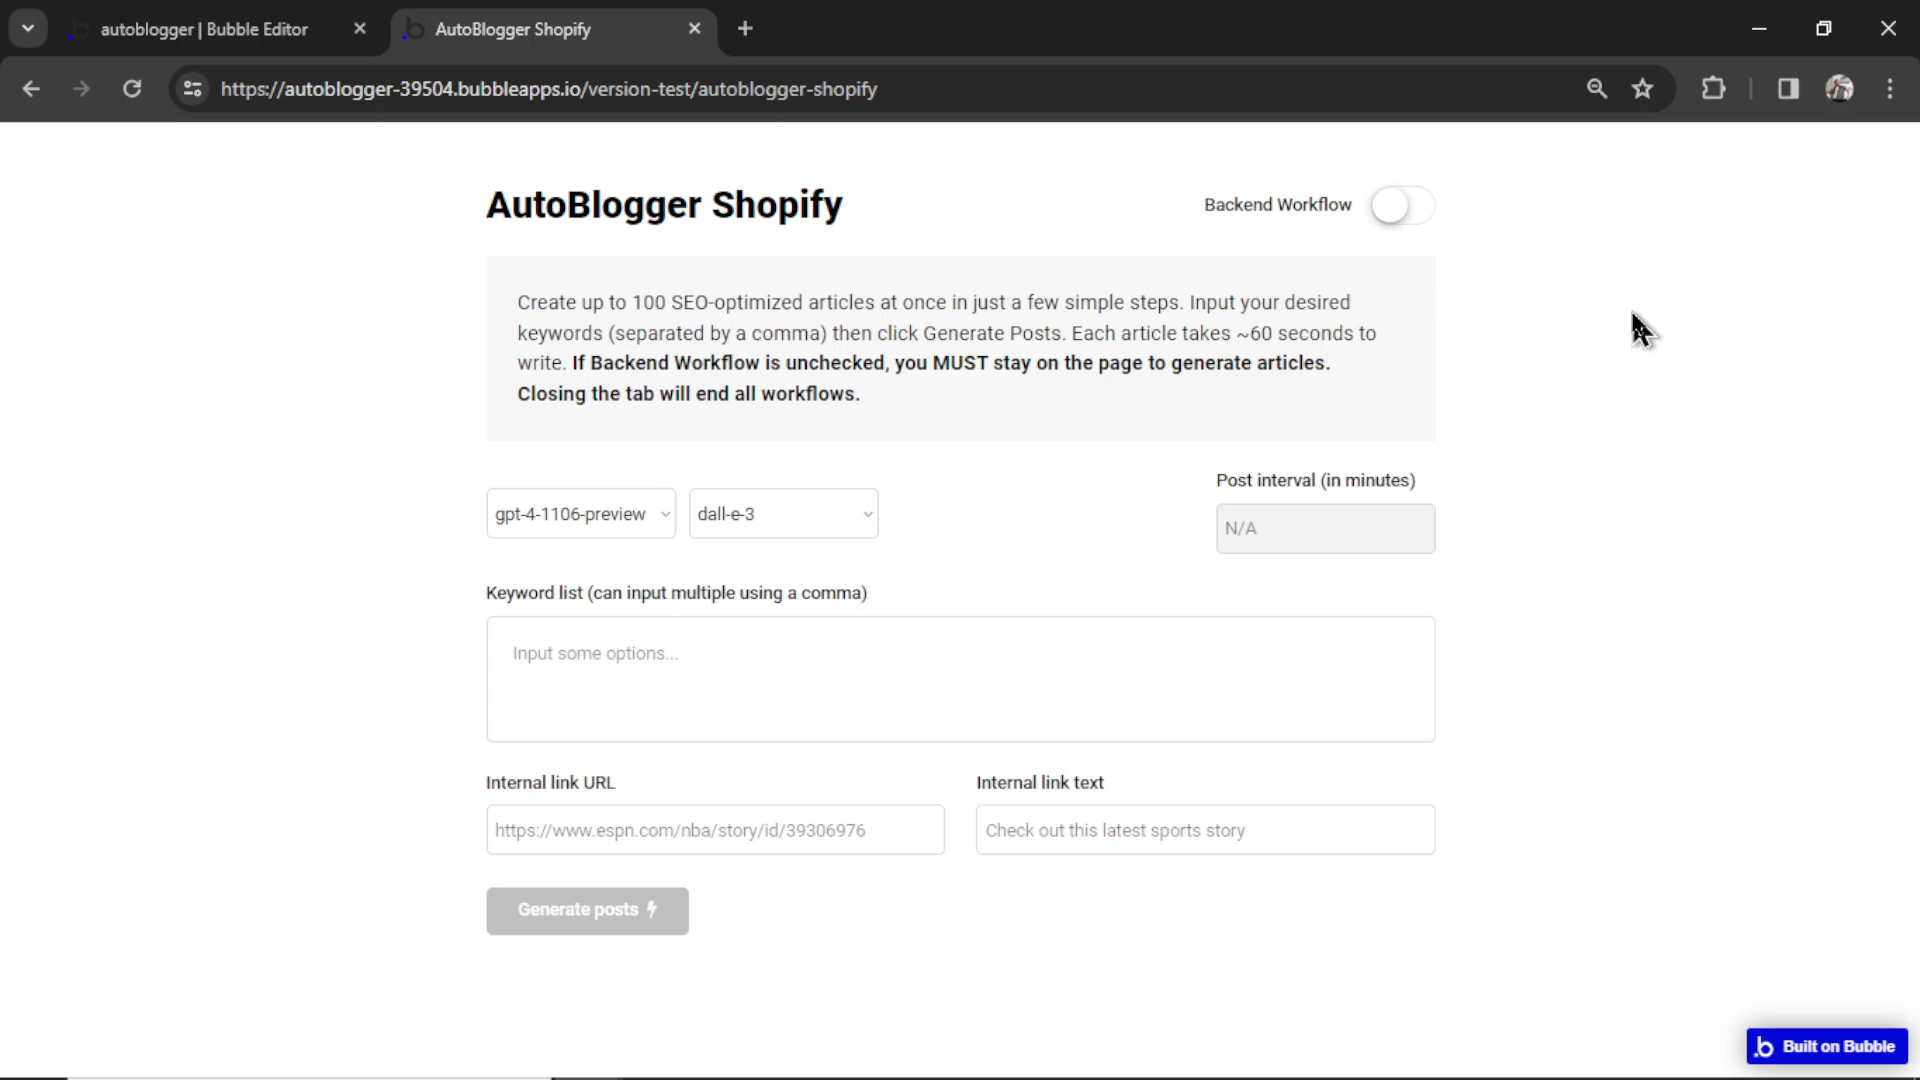 autoblogger | Bubble Editor
AutoBlogger Shopify
https://autoblogger-39504.bubbleapps.io/version-test/autoblogger-shopify
AutoBlogger Shopify
Backend Workflow
Create up to 100 SEO-optimized articles at once in just a few simple steps. Input your desired
keywords (separated by a comma) then click Generate Posts. Each article takes ~60 seconds to
write. If Backend Workflow is unchecked, you MUST stay on the page to generate articles.
Closing the tab will end all workflows.
Post interval (in minutes)
gpt-4-1106-preview
dall-e-3
N/A
Keyword list (can input multiple using a comma)
Input some options...
Internal link URL
Internal link text
https://www.espn.com/nba/story/id/39306976
Check out this latest sports story
Generate posts
Built on Bubble